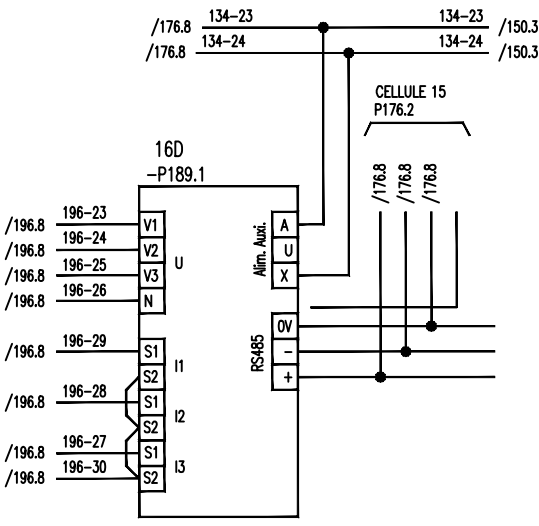 /176.8 134-23 134-23 /150.3
/176.8 134-24 134-24 /150.3
CELLULE 15
P176.2
16D
-P189.1
/176.8
/176.8
/176.8
/196.8 196-23 V1
/196.8 196-24 V2
/196.8 196-25 V3
/196.8 196-26 N
U
Alim. Auxi.
A
U
X
RS485
0V
-
+
/196.8 196-29 S1
I1
S2
/196.8 196-28 S1
I2
S2
/196.8 196-27 S1
I3
/196.8 196-30 S2